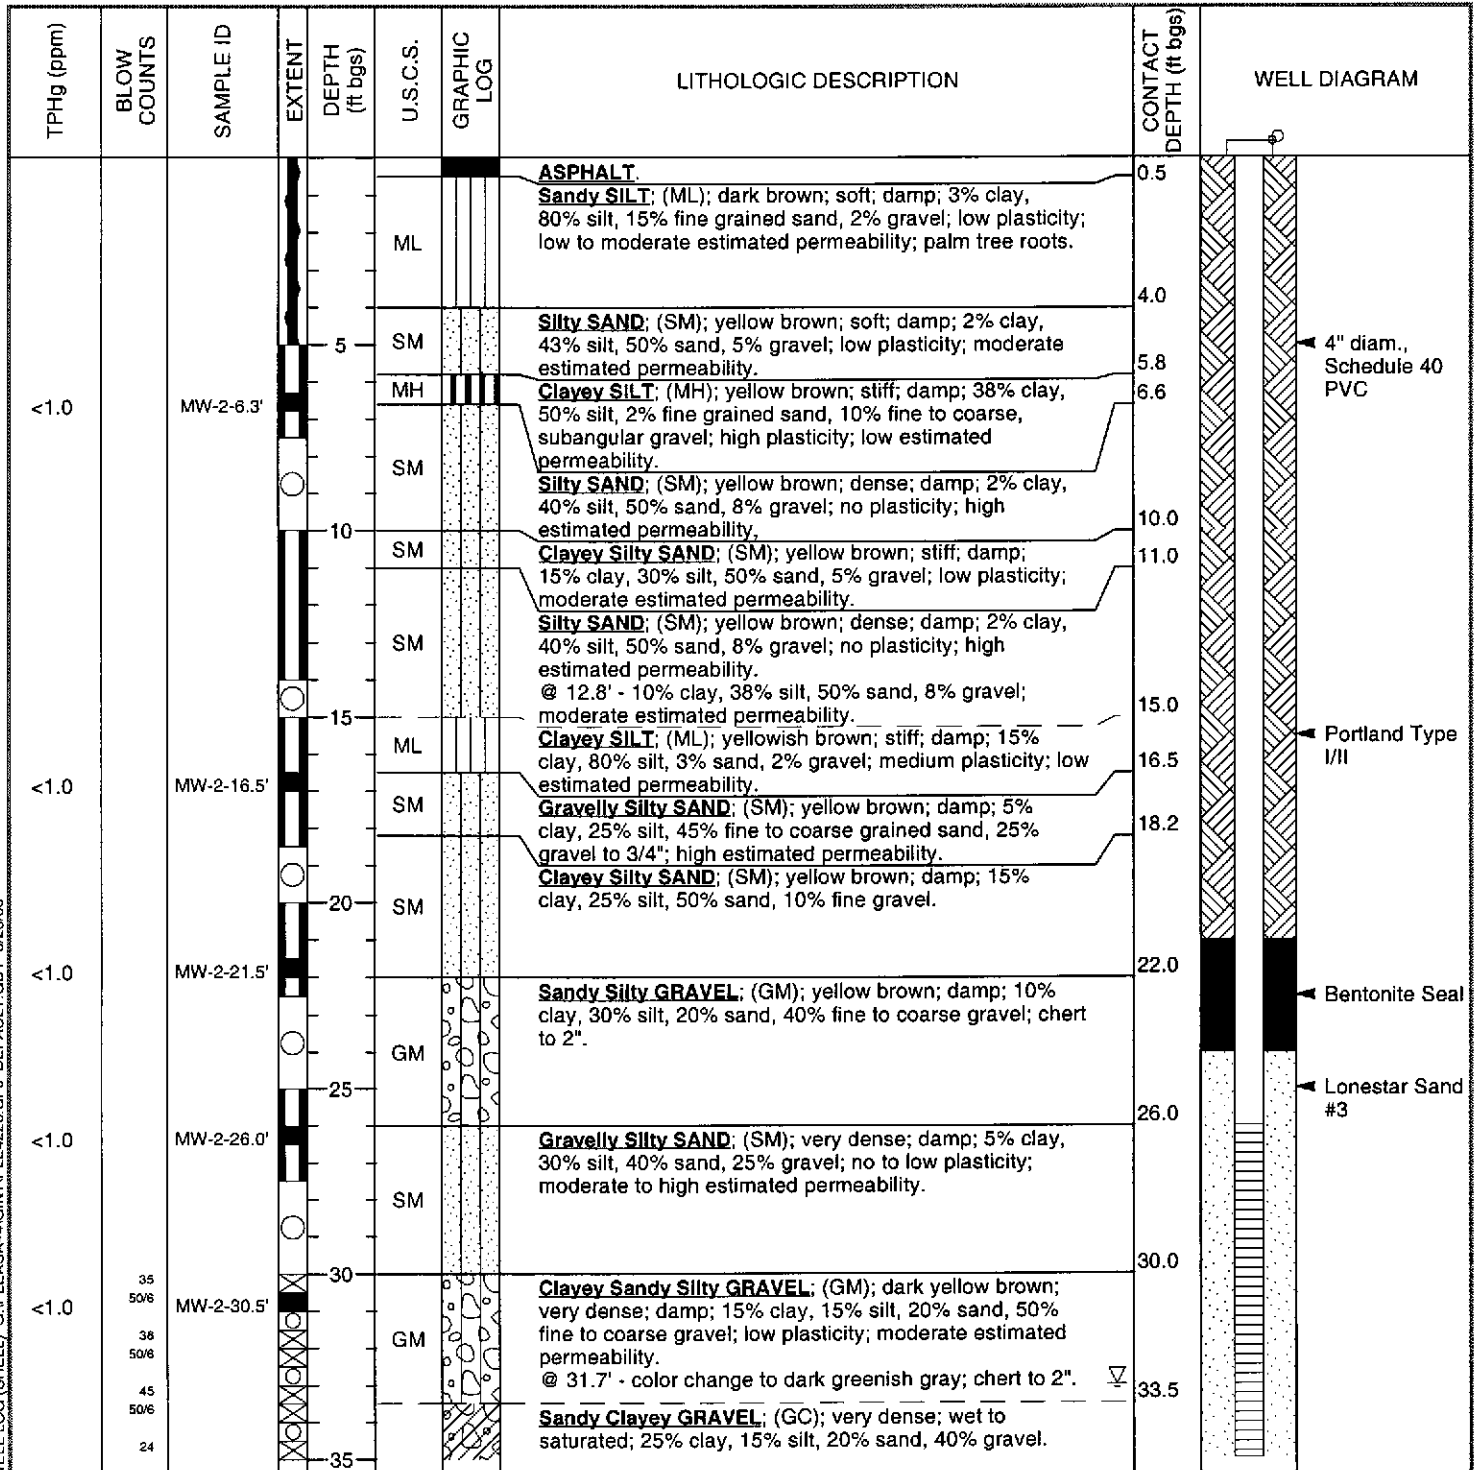 TPHg (ppm)
BLOW COUNTS
SAMPLE ID
EXTENT
DEPTH (ft bgs)
U.S.C.S.
GRAPHIC LOG
LITHOLOGIC DESCRIPTION
CONTACT DEPTH (ft bgs)
WELL DIAGRAM
ASPHALT.
0.5
Sandy SILT; (ML); dark brown; soft; damp; 3% clay,
80% silt, 15% fine grained sand, 2% gravel; low plasticity;
low to moderate estimated permeability; palm tree roots.
ML
4.0
Silty SAND; (SM); yellow brown; soft; damp; 2% clay,
43% silt, 50% sand, 5% gravel; low plasticity; moderate
estimated permeability.
5
SM
5.8
4" diam.,
Schedule 40
PVC
Clayey SILT; (MH); yellow brown; stiff; damp; 38% clay,
50% silt, 2% fine grained sand, 10% fine to coarse,
subangular gravel; high plasticity; low estimated
permeability.
MH
6.6
<1.0
MW-2-6.3'
Silty SAND; (SM); yellow brown; dense; damp; 2% clay,
40% silt, 50% sand, 8% gravel; no plasticity; high
estimated permeability,
SM
10
10.0
Clayey Silty SAND; (SM); yellow brown; stiff; damp;
15% clay, 30% silt, 50% sand, 5% gravel; low plasticity;
moderate estimated permeability.
SM
11.0
Silty SAND; (SM); yellow brown; dense; damp; 2% clay,
40% silt, 50% sand, 8% gravel; no plasticity; high
estimated permeability.
@ 12.8' - 10% clay, 38% silt, 50% sand, 8% gravel;
moderate estimated permeability.
SM
15
15.0
Clayey SILT; (ML); yellowish brown; stiff; damp; 15%
clay, 80% silt, 3% sand, 2% gravel; medium plasticity; low
estimated permeability.
ML
16.5
Portland Type
I/II
<1.0
MW-2-16.5'
Gravelly Silty SAND; (SM); yellow brown; damp; 5%
clay, 25% silt, 45% fine to coarse grained sand, 25%
gravel to 3/4"; high estimated permeability.
SM
18.2
Clayey Silty SAND; (SM); yellow brown; damp; 15%
clay, 25% silt, 50% sand, 10% fine gravel.
20
SM
<1.0
MW-2-21.5'
22.0
Sandy Silty GRAVEL; (GM); yellow brown; damp; 10%
clay, 30% silt, 20% sand, 40% fine to coarse gravel; chert
to 2".
Bentonite Seal
GM
25
Lonestar Sand
#3
26.0
<1.0
MW-2-26.0'
Gravelly Silty SAND; (SM); very dense; damp; 5% clay,
30% silt, 40% sand, 25% gravel; no to low plasticity;
moderate to high estimated permeability.
SM
30.0
30
35
50/6
<1.0
MW-2-30.5'
Clayey Sandy Silty GRAVEL; (GM); dark yellow brown;
very dense; damp; 15% clay, 15% silt, 20% sand, 50%
fine to coarse gravel; low plasticity; moderate estimated
permeability.
@ 31.7' - color change to dark greenish gray; chert to 2".
GM
38
50/6
45
33.5
50/6
Sandy Clayey GRAVEL; (GC); very dense; wet to
saturated; 25% clay, 15% silt, 20% sand, 40% gravel.
24
35